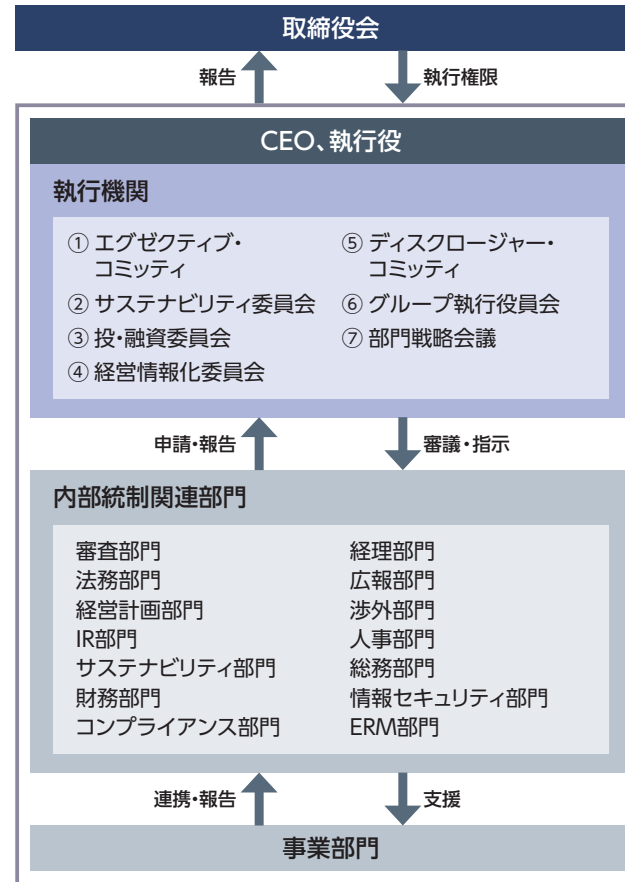 取締役会
報告
執行権限
CEO、執行役
執行機関
① エグゼクティブ・
コミッティ
② サステナビリティ委員会
③ 投・融資委員会
④ 経営情報化委員会
⑤ ディスクロージャー・
コミッティ
⑥ グループ執行役員会
⑦ 部門戦略会議
申請・報告
審議・指示
内部統制関連部門
審査部門
法務部門
経営計画部門
IR部門
サステナビリティ部門
財務部門
コンプライアンス部門
経理部門
広報部門
渉外部門
人事部門
総務部門
情報セキュリティ部門
ERM部門
連携・報告
支援
事業部門